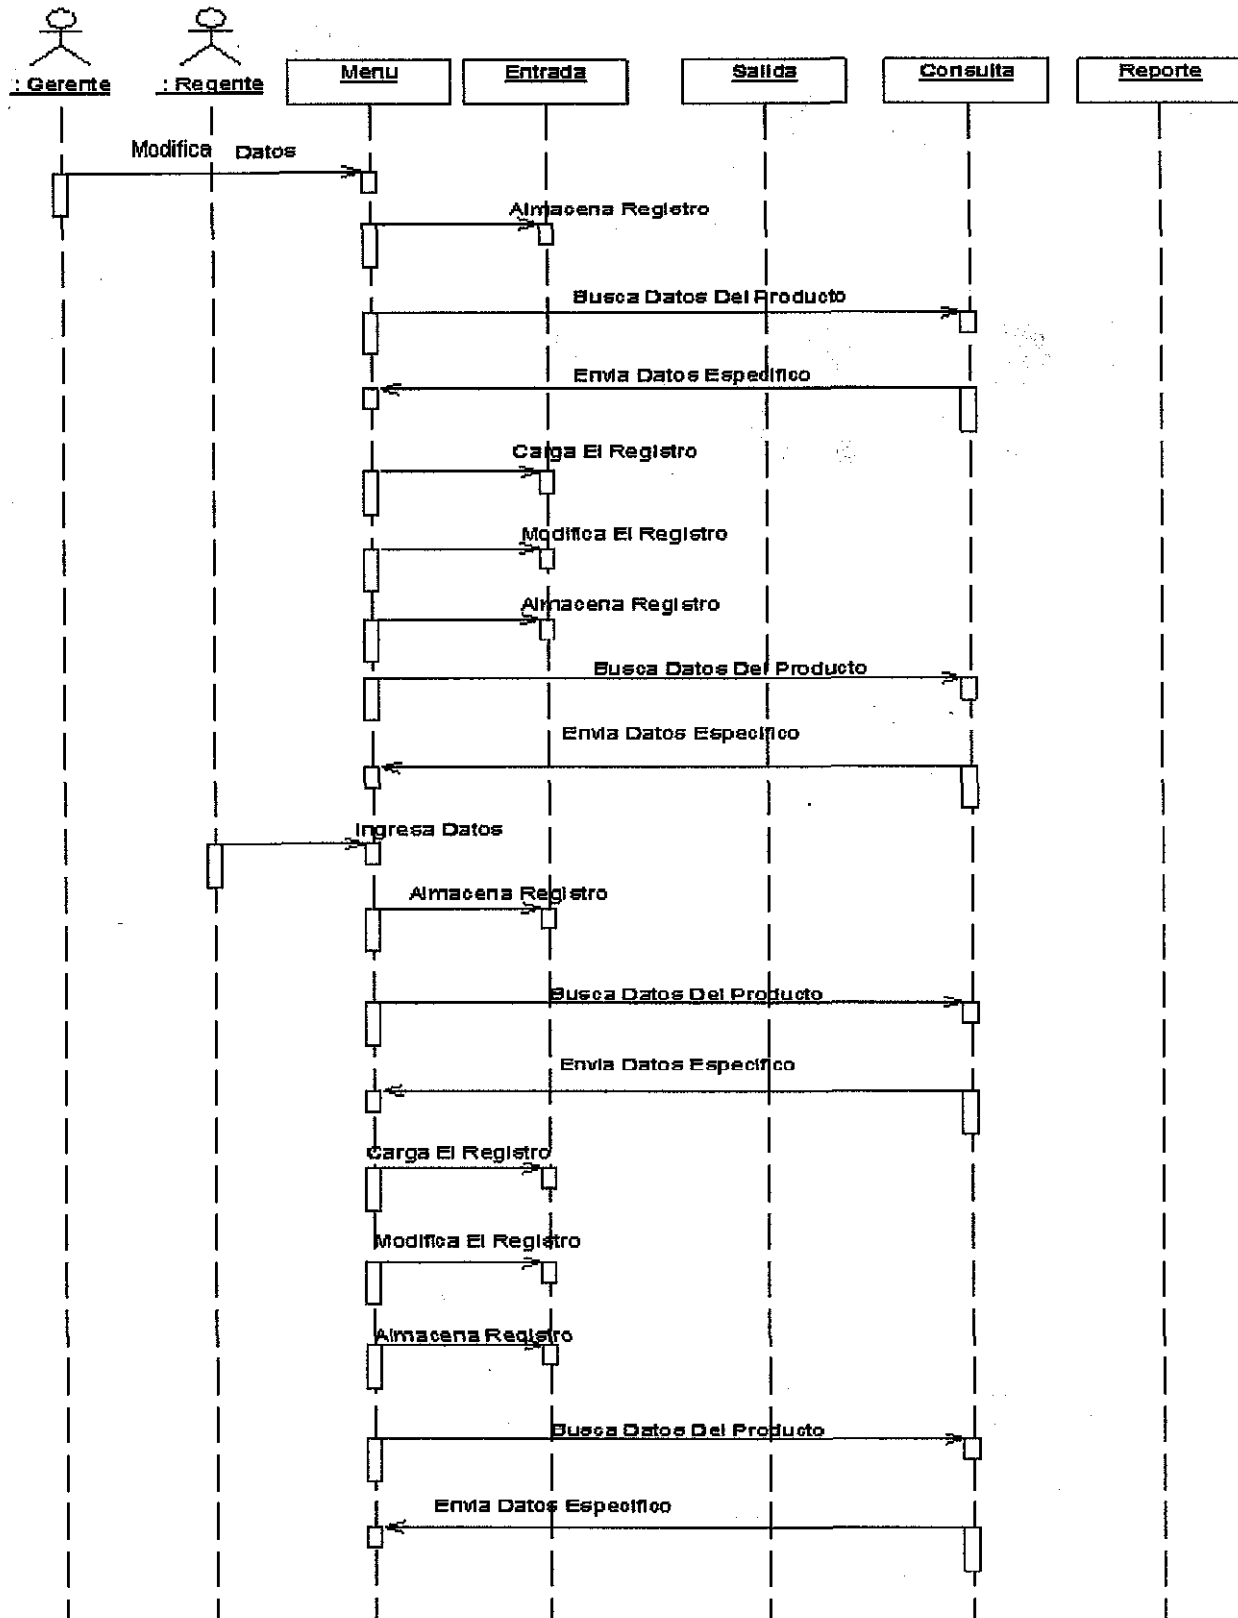 : Gerente
: Regente
Menu
Entrada
Salida
Consulta
Reporte
Modifica Datos
Almacena Registro
Busca Datos Del Producto
Envia Datos Especifico
Carga El Registro
Modifica El Registro
Almacena Registro
Busca Datos Del Producto
Envia Datos Especifico
Ingresa Datos
Almacena Registro
Busca Datos Del Producto
Envia Datos Especifico
Carga El Registro
Modifica El Registro
Almacena Registro
Busca Datos Del Producto
Envia Datos Especifico